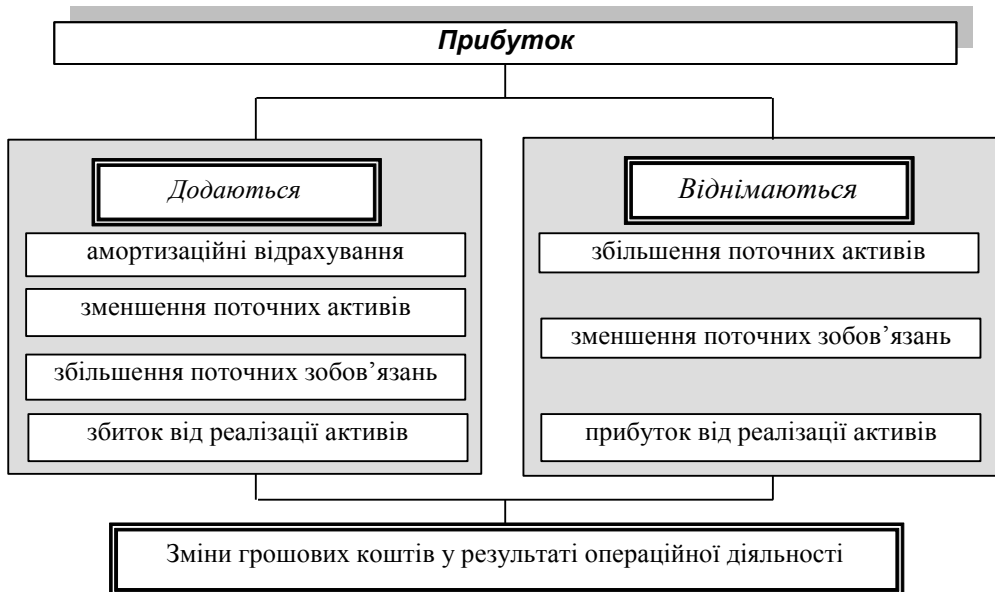 Прибуток
Додаються
амортизаційні відрахування
зменшення поточних активів
збільшення поточних зобов’язань
збиток від реалізації активів
Віднімаються
збільшення поточних активів
зменшення поточних зобов’язань
прибуток від реалізації активів
Зміни грошових коштів у результаті операційної діяльності